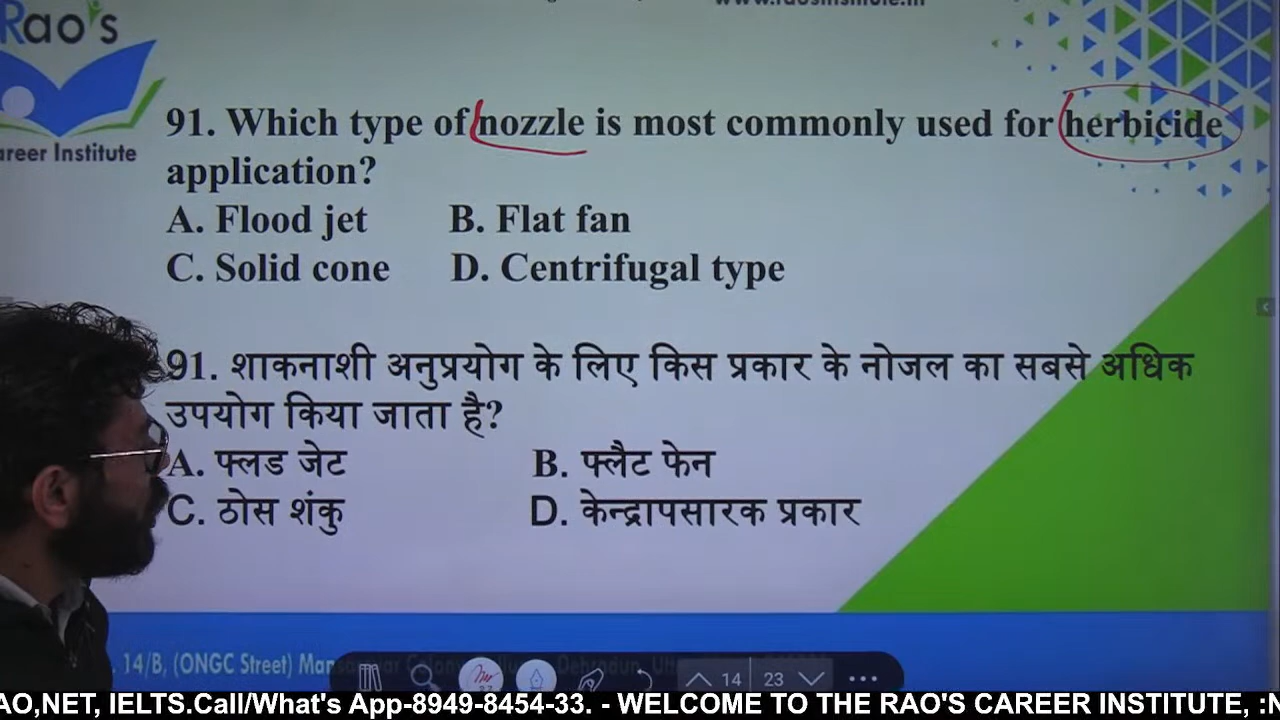 Rao's
Career Institute
91. Which type of nozzle is most commonly used for herbicide
application?
A. Flood jet B. Flat fan
C. Solid cone D. Centrifugal type
91. शाकनाशी अनुप्रयोग के लिए किस प्रकार के नोजल का सबसे अधिक
उपयोग किया जाता है?
A. फ्लड जेट B. फ्लैट फेन
C. ठोस शंकु D. केन्द्रापसारक प्रकार
14/B, (ONGC Street)
14 23
AO,NET, IELTS.Call/What's App-8949-8454-33. - WELCOME TO THE RAO'S CAREER INSTITUTE, :N